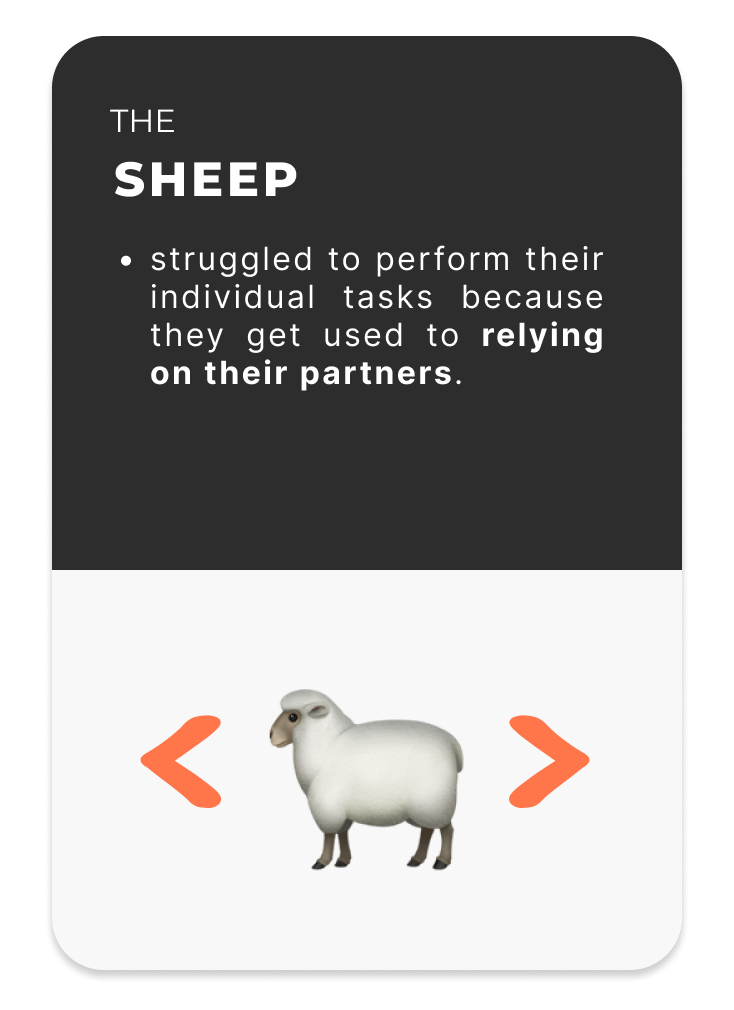 THE
SHEEP
• struggled to perform their
individual tasks because
they get used to relying
on their partners.